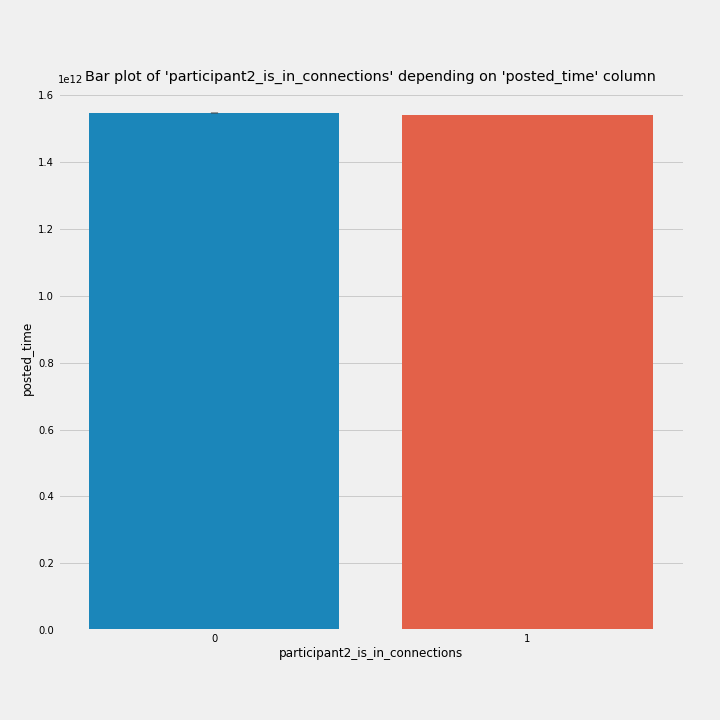 Bar plot of 'participant2_is_in_connections' depending on 'posted_time' column
1e12
1.6
1.4
1.2
1.0
0.8
0.6
0.4
0.2
0.0
posted_time
0
1
participant2_is_in_connections